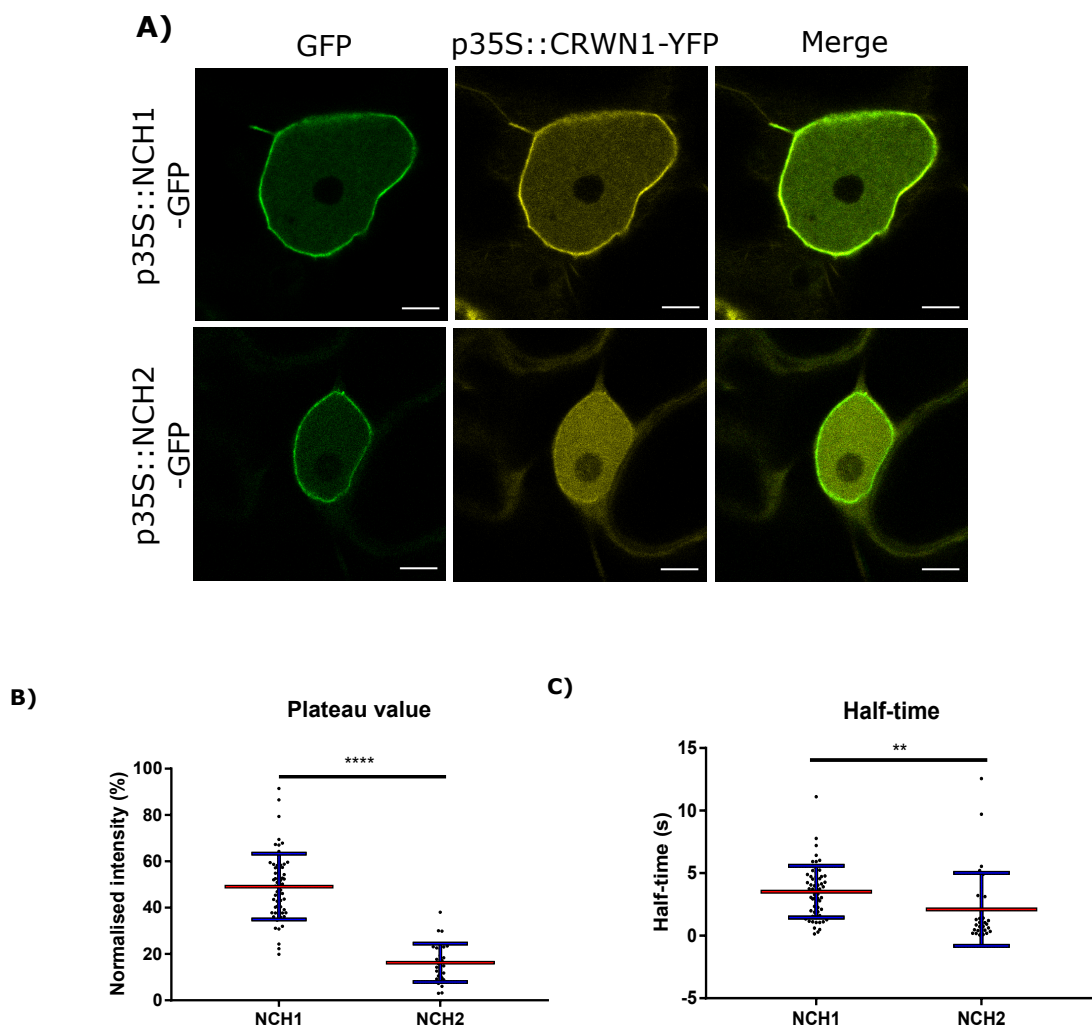 A)
GFP
p35S::CRWN1-YFP
Merge
p35S::NCH1
-GFP
p35S::NCH2
-GFP
B)
Plateau value
****
Normalised intensity (%)
100
80
60
40
20
0
NCH1
NCH2
C)
Half-time
**
Half-time (s)
15
10
5
0
-5
NCH1
NCH2